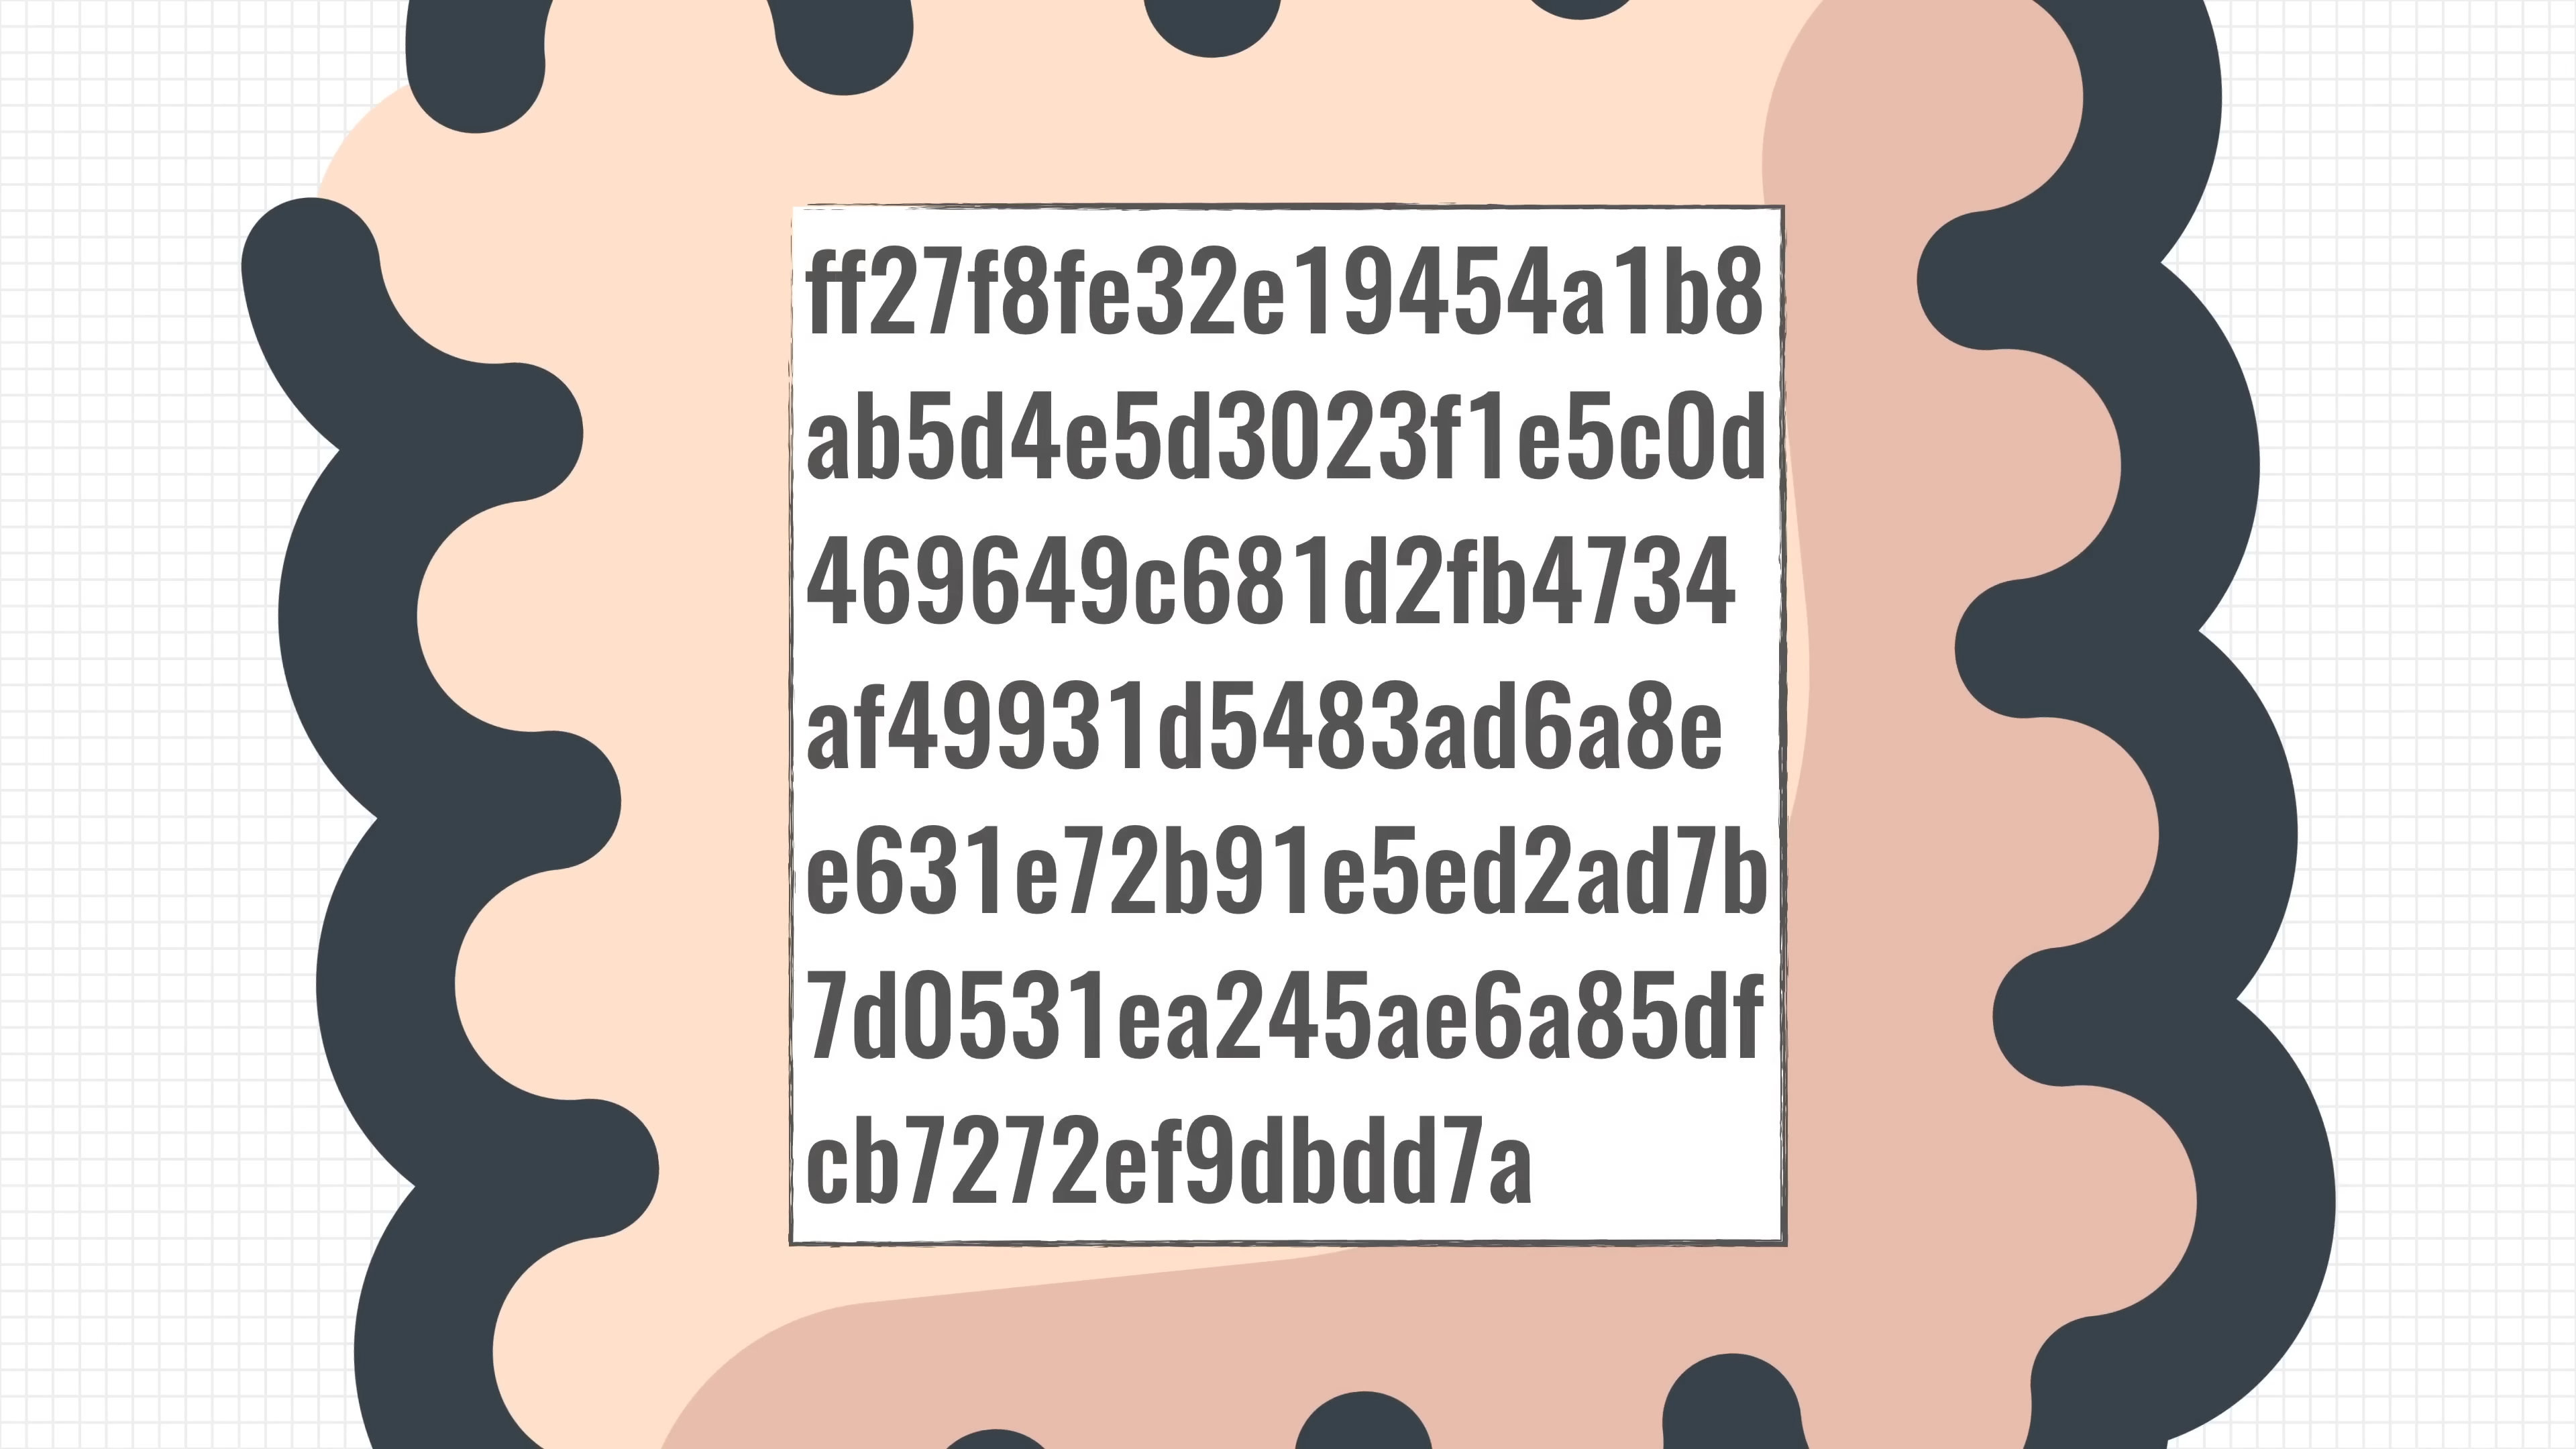 ff27f8fe32e19454a1b8
ab5d4e5d3023f1e5c0d
469649c681d2fb4734
af49931d5483ad6a8e
e631e72b91e5ed2ad7b
7d0531ea245ae6a85df
cb7272ef9dbdd7a